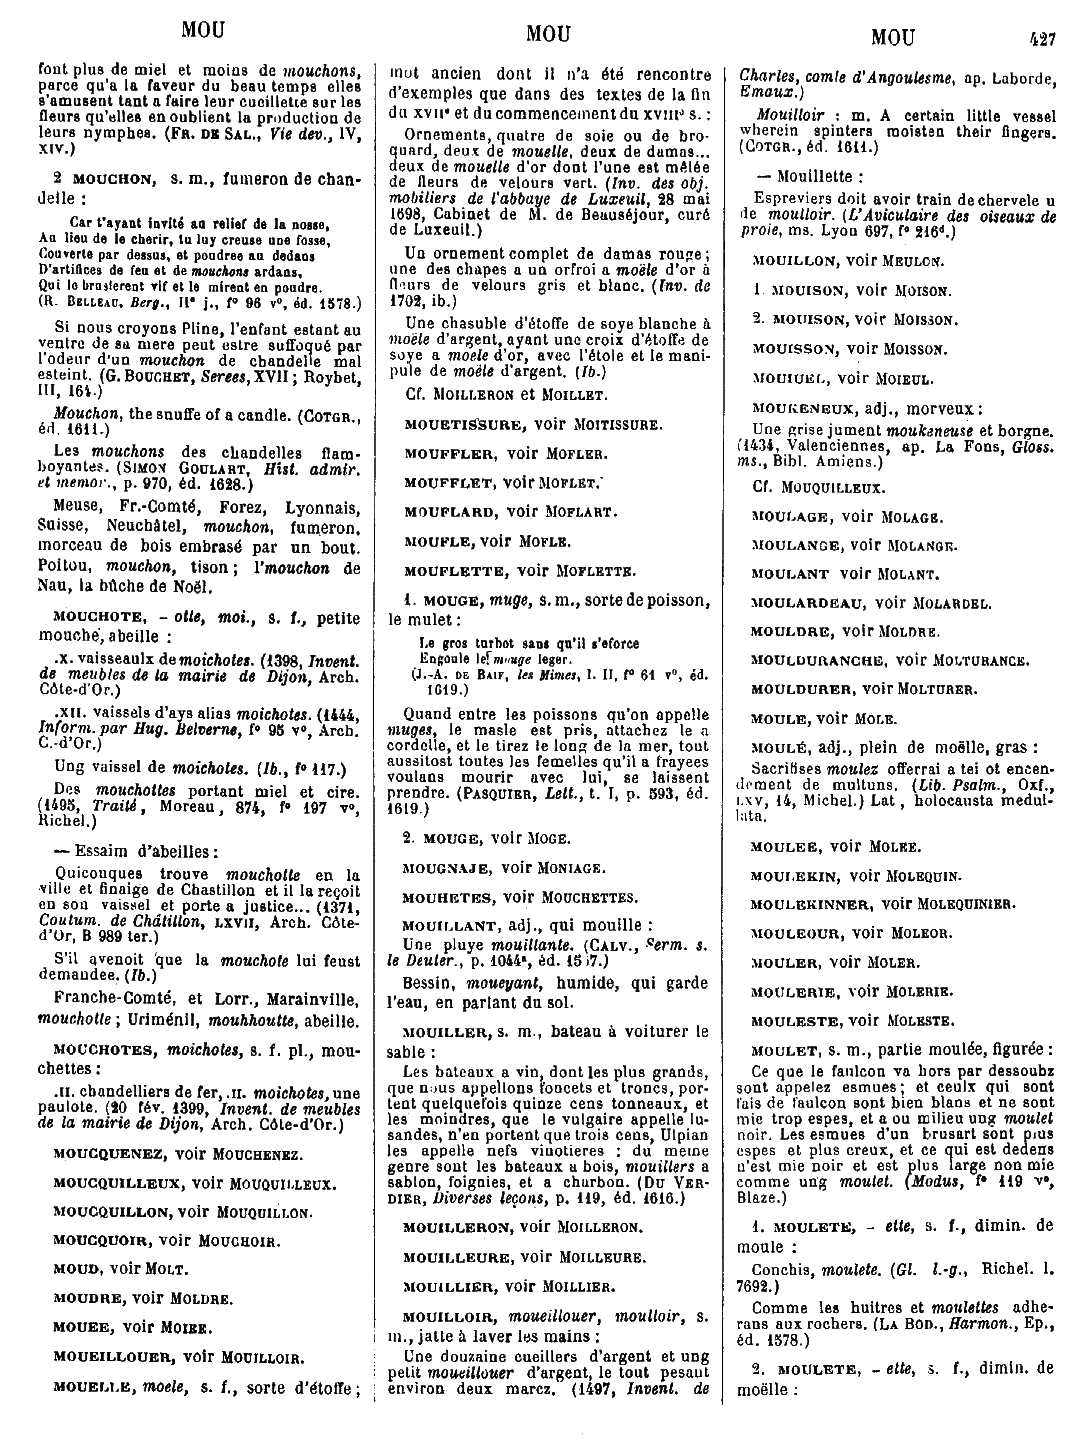 MOU
MOU
MOU 427
font plus de miel et moins de mouchons,
parce qu'a la faveur du beau temps elles
s'amusent tant a faire leur cueillette sur les
fleurs qu'elles en oublient la production de
leurs nymphes. (FR. DE SAL., Vie dev., IV,
XIV.)
2 MOUCHON, s. m., fumeron de chan-
delle :
Car t'ayant invité au relief de la nosse,
Au lieu de le cherir, tu luy creuse une fosse,
Couverte par dessus, et poudree au dedans
D'artifices de feu et de mouchons ardans,
Qui le bruslerent vif et le mirent en poudre.
(R. BELLEAU, Berg., IIe j., fº 96 vº, éd. 1578.)
Si nous croyons Pline, l'enfant estant au
ventre de sa mere peut estre suffoqué par
l'odeur d'un mouchon de chandelle mal
esteint. (G. BOUCHET, Serees, XVII ; Roybet,
III, 164.)
Mouchon, the snuffe of a candle. (COTGR.,
éd. 1611.)
Les mouchons des chandelles flam-
boyantes. (SIMON GOULART, Hist. admir.
et memor., p. 970, éd. 1628.)
Meuse, Fr.-Comté, Forez, Lyonnais,
Suisse, Neuchâtel, mouchon, fumeron,
morceau de bois embrasé par un bout.
Poitou, mouchon, tison ; l'mouchon de
Nau, la bûche de Noël.
MOUCHOTE, - otte, moi., s. f., petite
mouche, abeille :
.X. vaisseaulx de moichotes. (1398, Invent.
de meubles de la mairie de Dijon, Arch.
Côte-d'Or.)
.XII. vaissels d'ays alias moichotes. (1444,
Inform. par Hug. Belverne, fº 95 vº, Arch.
C.-d'Or.)
Ung vaissel de moichotes. (Ib., fº 117.)
Des mouchottes portant miel et cire.
(1495, Traité, Moreau, 874, fº 197 vº,
Richel.)
— Essaim d'abeilles :
Quiconques trouve mouchotte en la
ville et finaige de Chastillon et il la reçoit
en son vaissel et porte a justice... (1371,
Coutum. de Châtillon, LXVII, Arch. Côte-
d'Or, B 989 ter.)
S'il avenoit que la mouchote lui feust
demandee. (Ib.)
Franche-Comté, et Lorr., Marainville,
mouchotte ; Uriménil, mouhhoutte, abeille.
MOUCHOTES, moichotes, s. f. pl., mou-
chettes :
.II. chandelliers de fer, .II. moichotes, une
paulote. (20 fév. 1399, Invent. de meubles
de la mairie de Dijon, Arch. Côte-d'Or.)
MOUCQUENEZ, voir MOUCHENEZ.
MOUCQUILLEUX, voir MOUQUILLEUX.
MOUCQUILLON, voir MOUQUILLON.
MOUCQUOIR, voir MOUCHOIR.
MOUD, voir MOLT.
MOUDRE, voir MOLDRE.
MOUEE, voir MOIEE.
MOUEILLOUER, voir MOUILLOIR.
MOUELLE, moele, s. f., sorte d'étoffe ;
mot ancien dont il n'a été rencontré
d'exemples que dans des textes de la fin
du XVIIe et du commencement du XVIIIe s. :
Ornements, quatre de soie ou de bro-
quard, deux de mouelle, deux de damas...
deux de mouelle d'or dont l'une est mêlée
de fleurs de velours vert. (Inv. des obj.
mobiliers de l'abbaye de Luxeuil, 28 mai
1698, Cabinet de M. de Beauséjour, curé
de Luxeuil.)
Un ornement complet de damas rouge ;
une des chapes a un orfroi a moële d'or à
fleurs de velours gris et blanc. (Inv. de
1702, ib.)
Une chasuble d'étoffe de soye blanche à
moële d'argent, ayant une croix d'étoffe de
soye a moele d'or, avec l'étole et le mani-
pule de moële d'argent. (Ib.)
Cf. MOILLERON et MOILLET.
MOUETISSURE, voir MOITISSURE.
MOUFFLER, voir MOFLER.
MOUFFLET, voir MOFLET.
MOUFLARD, voir MOFLART.
MOUFLE, voir MOFLE.
MOUFLETTE, voir MOFLETTE.
1. MOUGE, muge, s. m., sorte de poisson,
le mulet :
Le gros turbot sans qu'il s'eforce
Engoule le mouge leger.
(J.-A. DE BAIF, les Mimes, l. II, fº 61 vº, éd.
1619.)
Quand entre les poissons qu'on appelle
muges, le masle est pris, attachez le a
cordelle, et le tirez le long de la mer, tout
aussitost toutes les femelles qu'il a frayees
voulans mourir avec lui, se laissent
prendre. (PASQUIER, Lett., t. I, p. 593, éd.
1619.)
2. MOUGE, voir MOGE.
MOUGNAJE, voir MONIAGE.
MOUHETES, voir MOUCHETTES.
MOUILLANT, adj., qui mouille :
Une pluye mouillante. (CALV., Serm. s.
le Deuter., p. 1044a, éd. 1567.)
Bessin, moueyant, humide, qui garde
l'eau, en parlant du sol.
MOUILLER, s. m., bateau à voiturer le
sable :
Les bateaux a vin, dont les plus grands,
que nous appellons foncets et troncs, por-
tent quelquefois quinze cens tonneaux, et
les moindres, que le vulgaire appelle lu-
sandes, n'en portent que trois cens, Ulpian
les appelle nefs vinotieres : du meme
genre sont les bateaux a bois, mouillers a
sablon, foignies, et a churbon. (DU VER-
DIER, Diverses leçons, p. 119, éd. 1616.)
MOUILLERON, voir MOILLERON.
MOUILLEURE, voir MOILLEURE.
MOUILLIER, voir MOILLIER.
MOUILLOIR, moueillouer, moulloir, s.
m., jatte à laver les mains :
Une douzaine cueillers d'argent et ung
petit moueillouer d'argent, le tout pesant
environ deux marcz. (1497, Invent. de
Charles, comte d'Angoulesme, ap. Laborde,
Emaux.)
Mouilloir : m. A certain little vessel
wherein spinters moisten their fingers.
(COTGR., éd. 1611.)
— Mouillette :
Espreviers doit avoir train de chervele u
de moulloir. (L'Aviculaire des oiseaux de
proie, ms. Lyon 697, fº 216d.)
MOUILLON, voir MEULON.
1. MOUISON, voir MOISON.
2. MOUISON, voir MOISSON.
MOUISSON, voir MOISSON.
MOUIUEL, voir MOIEUL.
MOUKENEUX, adj., morveux :
Une grise jument moukeneuse et borgne.
(1434, Valenciennes, ap. La Fons, Gloss.
ms., Bibl. Amiens.)
Cf. MOUQUILLEUX.
MOULAGE, voir MOLAGE.
MOULANGE, voir MOLANGE.
MOULANT voir MOLANT.
MOULARDEAU, voir MOLARDEL.
MOULDRE, voir MOLDRE.
MOULDURANCHE, voir MOLTURANCE.
MOULDURER, voir MOLTURER.
MOULE, voir MOLE.
MOULÉ, adj., plein de moëlle, gras :
Sacrifises moulez offerrai a tei ot encen-
dement de multuns. (Lib. Psalm., Oxf.,
LXV, 14, Michel.) Lat , holocausta medul-
lata.
MOULEE, voir MOLEE.
MOULEKIN, voir MOLEQUIN.
MOULEKINNER, voir MOLEQUINIER.
MOULEOUR, voir MOLEOR.
MOULER, voir MOLER.
MOULERIE, voir MOLERIE.
MOULESTE, voir MOLESTE.
MOULET, s. m., partie moulée, figurée :
Ce que le faulcon va hors par dessoubz
sont appelez esmues ; et ceulx qui sont
fais de faulcon sont bien blans et ne sont
mie trop espes, et a ou milieu ung moulet
noir. Les esmues d'un brusart sont plus
espes et plus creux, et ce qui est dedens
n'est mie noir et est plus large non mie
comme ung moulet. (Modus, fº 119 vº,
Blaze.)
1. MOULETE, - ette, s. f., dimin. de
moule :
Conchis, moulete. (Gl. l.-g., Richel. l.
7692.)
Comme les huitres et moulettes adhe-
rans aux rochers. (LA BOD., Harmon., Ep.,
éd. 1578.)
2. MOULETE, - ette, s. f., dimin. de
moëlle :